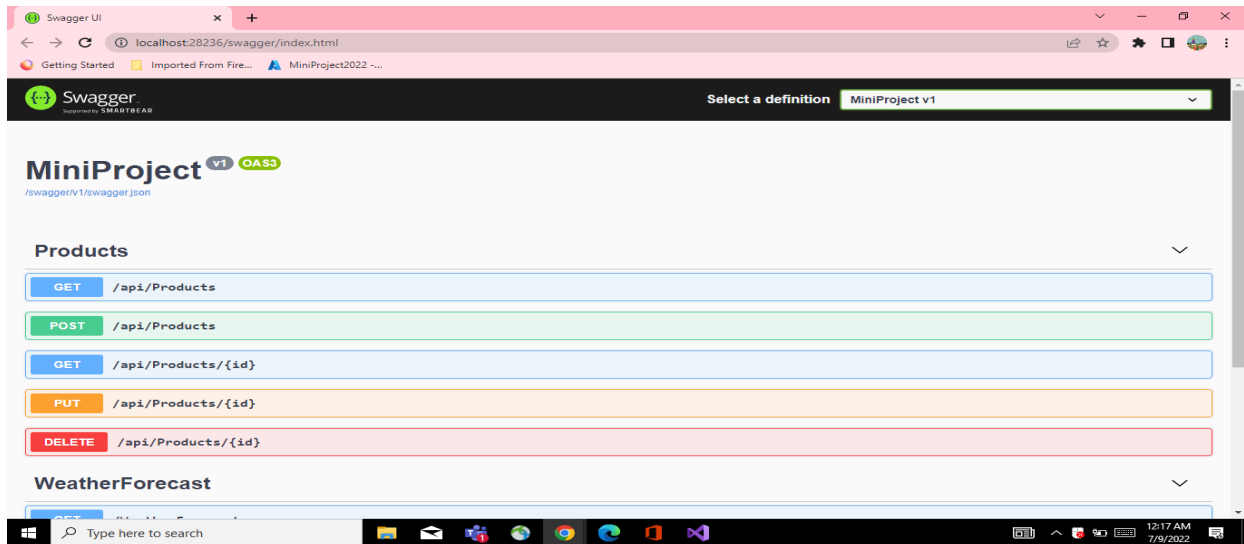 Swagger UI
localhost:28236/swagger/index.html
Getting Started Imported From Fire... MiniProject2022 -...
Swagger.
Supported by SMARTBEAR
Select a definition MiniProject v1
MiniProject v1 OAS3
/swagger/v1/swagger.json
Products
GET /api/Products
POST /api/Products
GET /api/Products/{id}
PUT /api/Products/{id}
DELETE /api/Products/{id}
WeatherForecast
GET
Type here to search
12:17 AM
7/9/2022